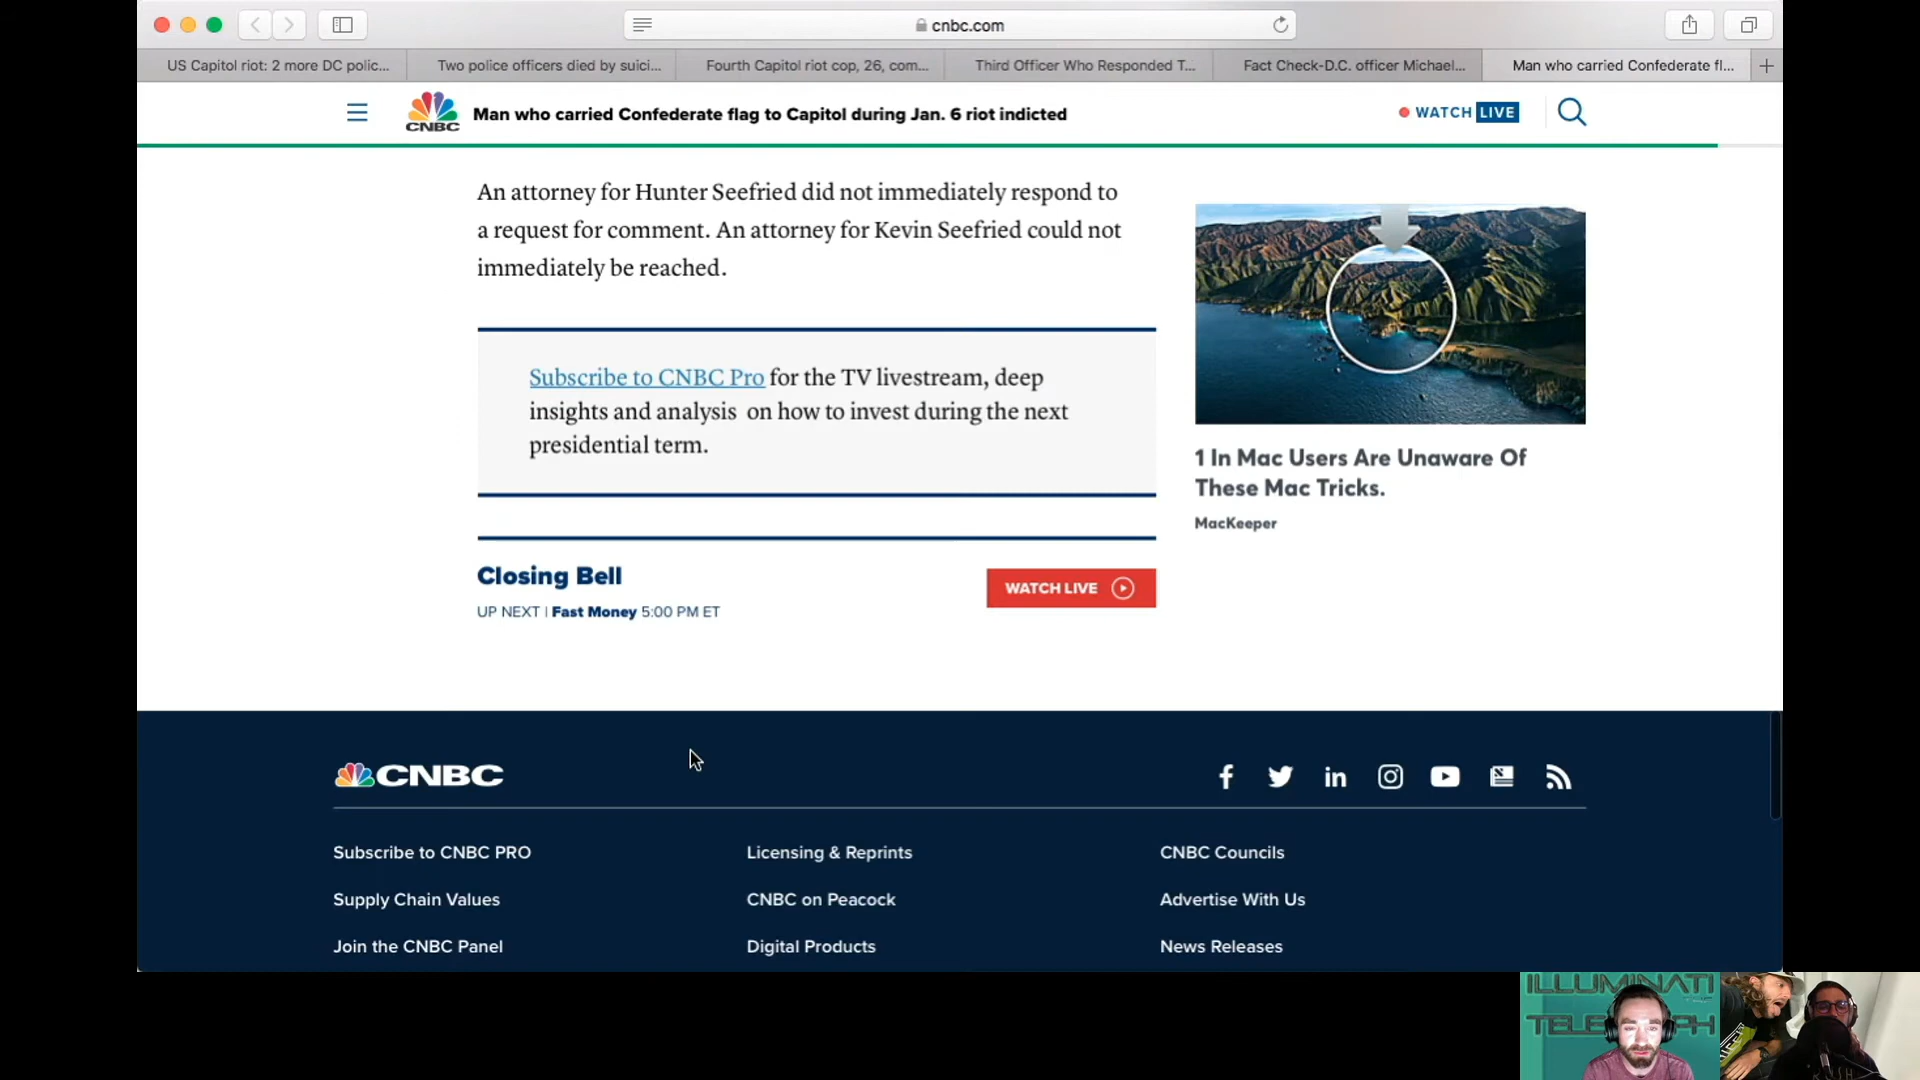 cnbc.com
US Capitol riot: 2 more DC polic...
Two police officers died by suici...
Fourth Capitol riot cop, 26, com...
Third Officer Who Responded T...
Fact Check-D.C. officer Michael...
Man who carried Confederate fl...
CNBC
Man who carried Confederate flag to Capitol during Jan. 6 riot indicted
WATCH LIVE
An attorney for Hunter Seefried did not immediately respond to
a request for comment. An attorney for Kevin Seefried could not
immediately be reached.
Subscribe to CNBC Pro for the TV livestream, deep
insights and analysis on how to invest during the next
presidential term.
Closing Bell
UP NEXT | Fast Money 5:00 PM ET
WATCH LIVE
1 In Mac Users Are Unaware Of
These Mac Tricks.
MacKeeper
CNBC
Subscribe to CNBC PRO
Licensing & Reprints
CNBC Councils
Supply Chain Values
CNBC on Peacock
Advertise With Us
Join the CNBC Panel
Digital Products
News Releases
ILLUMINATI